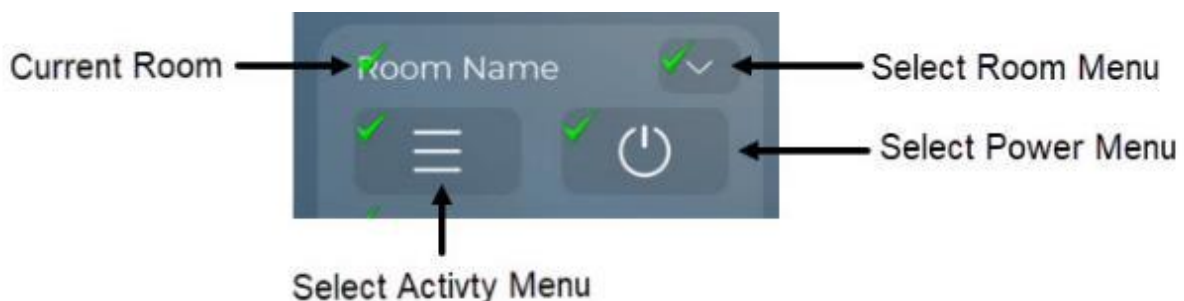 Current Room
Room Name
Select Room Menu
Select Power Menu
Select Activty Menu